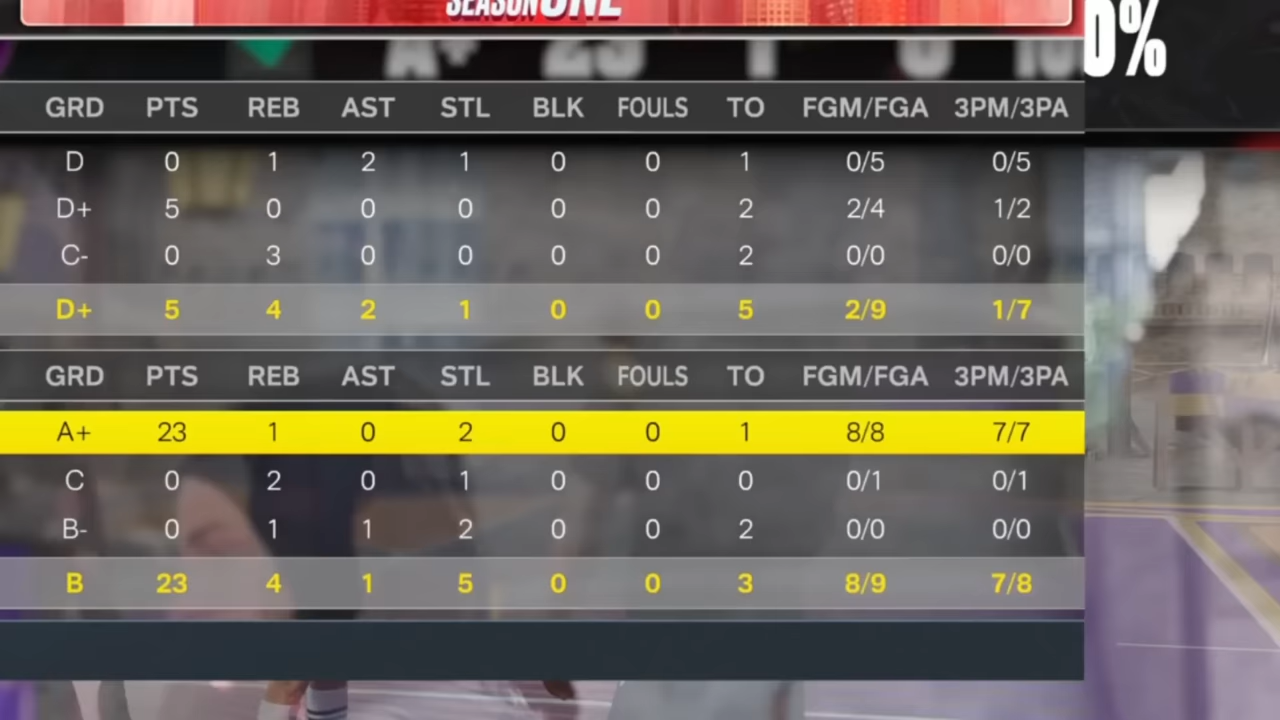 SEASON ONE
0%
A+ 23 1 0
GRD PTS REB AST STL BLK FOULS TO FGM/FGA 3PM/3PA
D 0 1 2 1 0 0 1 0/5 0/5
D+ 5 0 0 0 0 0 2 2/4 1/2
C- 0 3 0 0 0 0 2 0/0 0/0
D+ 5 4 2 1 0 0 5 2/9 1/7
GRD PTS REB AST STL BLK FOULS TO FGM/FGA 3PM/3PA
A+ 23 1 0 2 0 0 1 8/8 7/7
C 0 2 0 1 0 0 0 0/1 0/1
B- 0 1 1 2 0 0 2 0/0 0/0
B 23 4 1 5 0 0 3 8/9 7/8